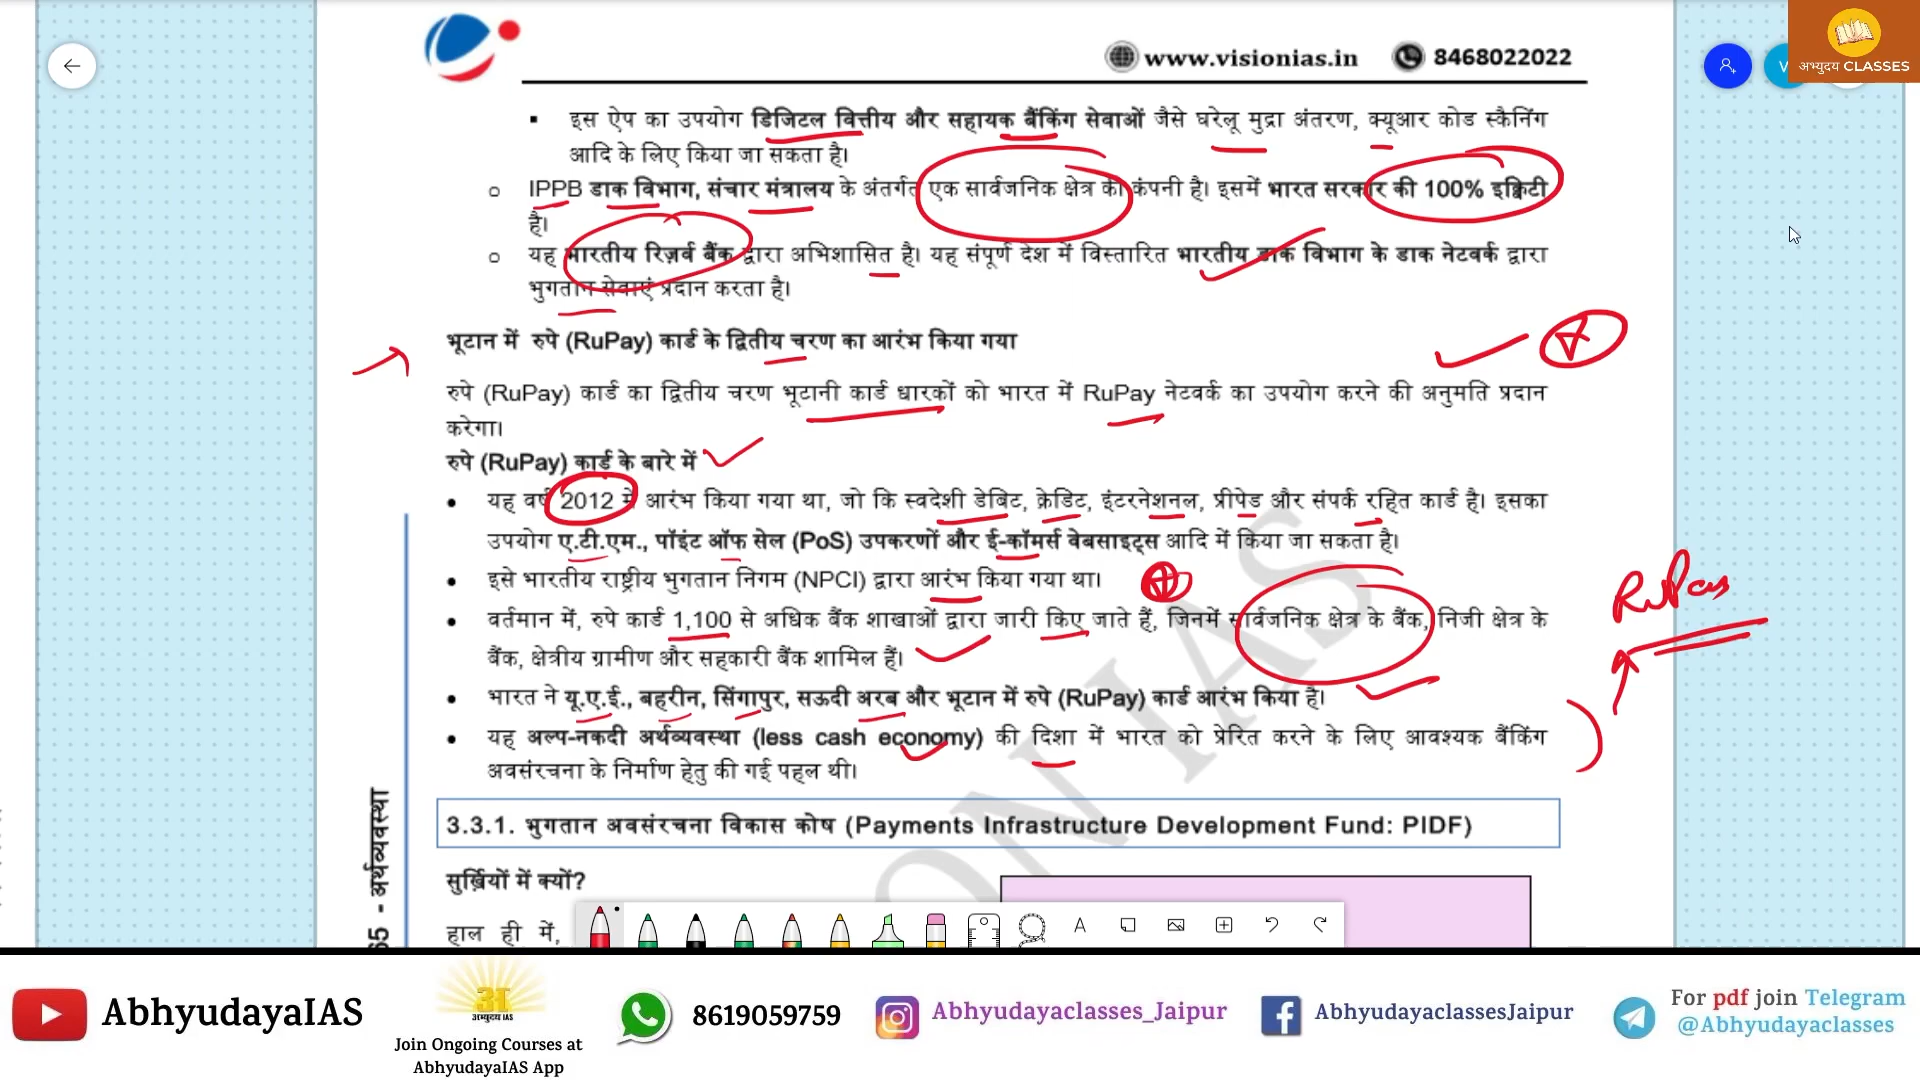 www.visionias.in 8468022022
अभ्युदय CLASSES
▪ इस ऐप का उपयोग डिजिटल वित्तीय और सहायक बैंकिंग सेवाओं जैसे घरेलू मुद्रा अंतरण, क्यूआर कोड स्कैनिंग
आदि के लिए किया जा सकता है।
o IPPB डाक विभाग, संचार मंत्रालय के अंतर्गत एक सार्वजनिक क्षेत्र की कंपनी है। इसमें भारत सरकार की 100% इक्विटी
है।
o यह भारतीय रिज़र्व बैंक द्वारा अभिशासित है। यह संपूर्ण देश में विस्तारित भारतीय डाक विभाग के डाक नेटवर्क द्वारा
भुगतान सेवाएं प्रदान करता है।
भूटान में रुपे (RuPay) कार्ड के द्वितीय चरण का आरंभ किया गया
रुपे (RuPay) कार्ड का द्वितीय चरण भूटानी कार्ड धारकों को भारत में RuPay नेटवर्क का उपयोग करने की अनुमति प्रदान
करेगा।
रुपे (RuPay) कार्ड के बारे में
• यह वर्ष 2012 में आरंभ किया गया था, जो कि स्वदेशी डेबिट, क्रेडिट, इंटरनेशनल, प्रीपेड और संपर्क रहित कार्ड है। इसका
उपयोग ए.टी.एम., पॉइंट ऑफ सेल (PoS) उपकरणों और ई-कॉमर्स वेबसाइट्स आदि में किया जा सकता है।
• इसे भारतीय राष्ट्रीय भुगतान निगम (NPCI) द्वारा आरंभ किया गया था।
• वर्तमान में, रुपे कार्ड 1,100 से अधिक बैंक शाखाओं द्वारा जारी किए जाते हैं, जिनमें सार्वजनिक क्षेत्र के बैंक, निजी क्षेत्र के
बैंक, क्षेत्रीय ग्रामीण और सहकारी बैंक शामिल हैं।
RuPay
• भारत ने यू.ए.ई., बहरीन, सिंगापुर, सऊदी अरब और भूटान में रुपे (RuPay) कार्ड आरंभ किया है।
• यह अल्प-नकदी अर्थव्यवस्था (less cash economy) की दिशा में भारत को प्रेरित करने के लिए आवश्यक बैंकिंग
अवसंरचना के निर्माण हेतु की गई पहल थी।
3.3.1. भुगतान अवसंरचना विकास कोष (Payments Infrastructure Development Fund: PIDF)
सुर्ख़ियों में क्यों?
हाल ही में,
65 - अर्थव्यवस्था
ON IAS
AbhyudayaIAS
अभ्युदय IAS
Join Ongoing Courses at
AbhyudayaIAS App
8619059759
Abhyudayaclasses_Jaipur
AbhyudayaclassesJaipur
For pdf join Telegram
@Abhyudayaclasses